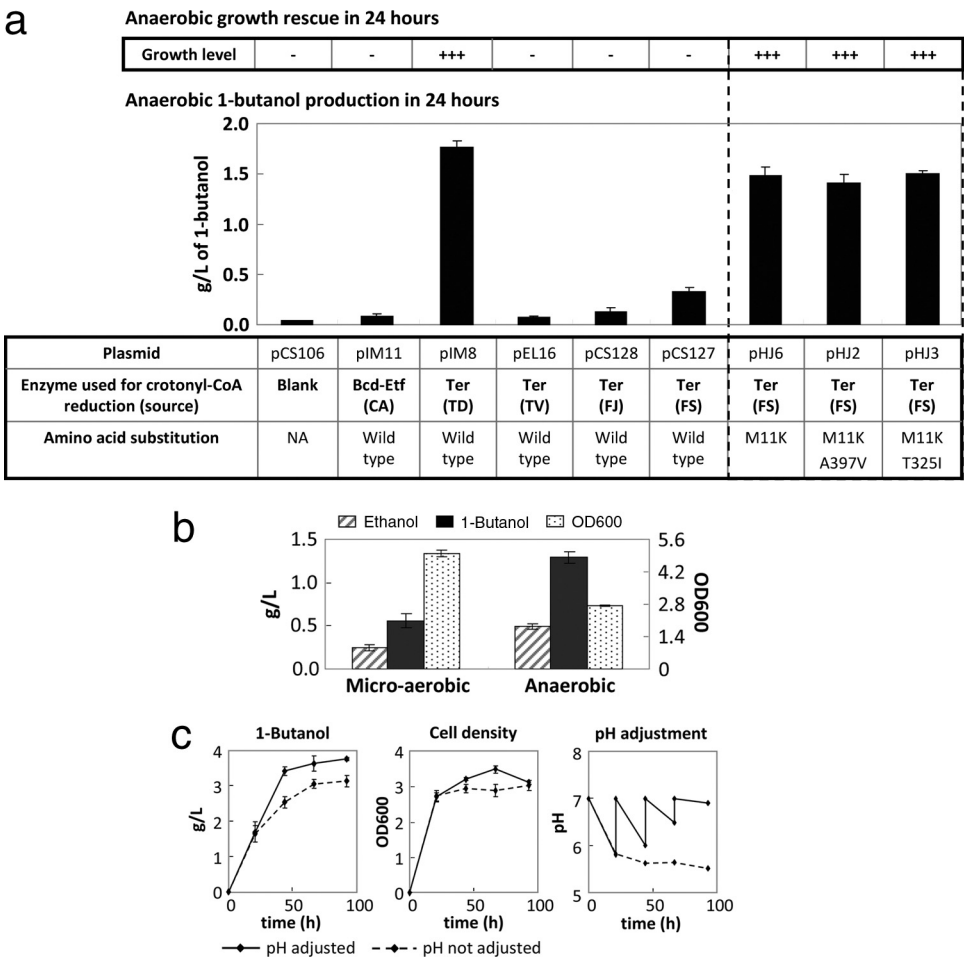 a
Anaerobic growth rescue in 24 hours
Growth level - - +++ - - - +++ +++ +++
Anaerobic 1-butanol production in 24 hours
g/L of 1-butanol
2.0
1.5
1.0
0.5
0.0
Plasmid pCS106 pIM11 pIM8 pEL16 pCS128 pCS127 pHJ6 pHJ2 pHJ3
Enzyme used for crotonyl-CoA Blank Bcd-Etf Ter Ter Ter Ter Ter Ter Ter
reduction (source) (CA) (TD) (TV) (FJ) (FS) (FS) (FS) (FS)
Amino acid substitution NA Wild Wild Wild Wild Wild M11K M11K M11K
type type type type type A397V T325I
b
Ethanol 1-Butanol OD600
g/L
1.5 5.6
4.2
1.0
2.8
0.5
1.4
0.0 0
OD600
Micro-aerobic Anaerobic
c
1-Butanol Cell density pH adjustment
g/L
4
3
2
1
0
0 50 100
time (h)
OD600
4
3
2
1
0
0 50 100
time (h)
pH
8
7
6
5
0 50 100
time (h)
pH adjusted pH not adjusted